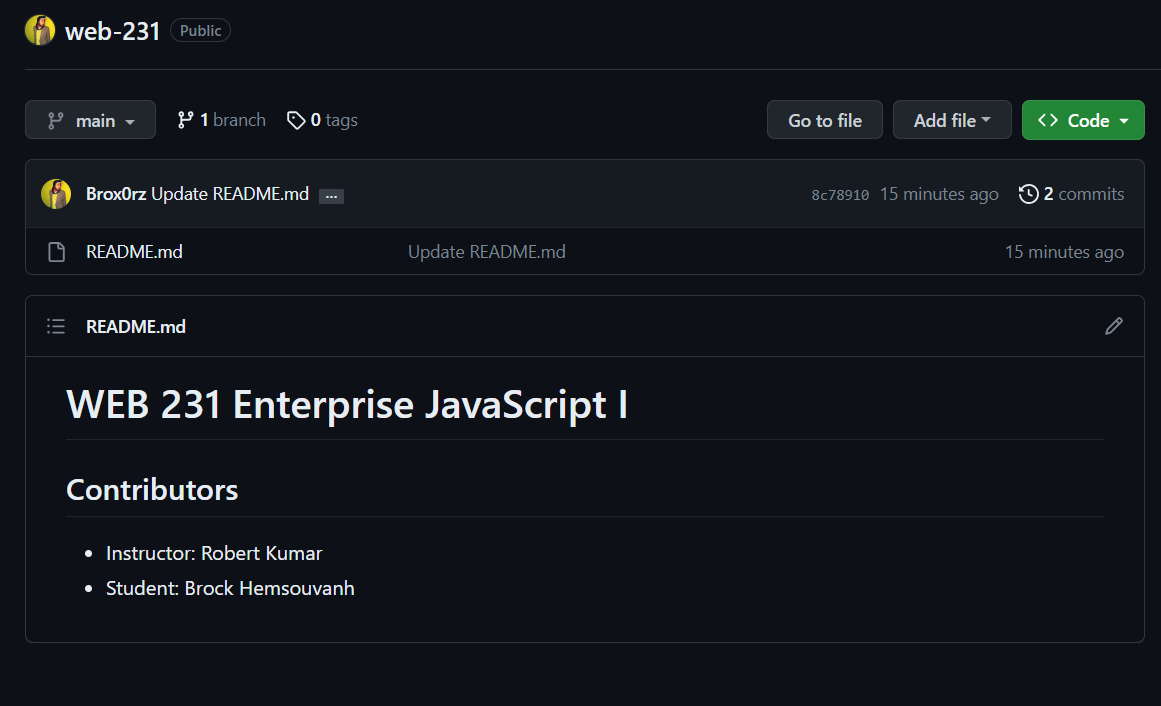 web-231 Public
main 1 branch 0 tags Go to file Add file Code
Brox0rz Update README.md ... 8c78910 15 minutes ago 2 commits
README.md Update README.md 15 minutes ago
README.md
WEB 231 Enterprise JavaScript I
Contributors
• Instructor: Robert Kumar
• Student: Brock Hemsouvanh